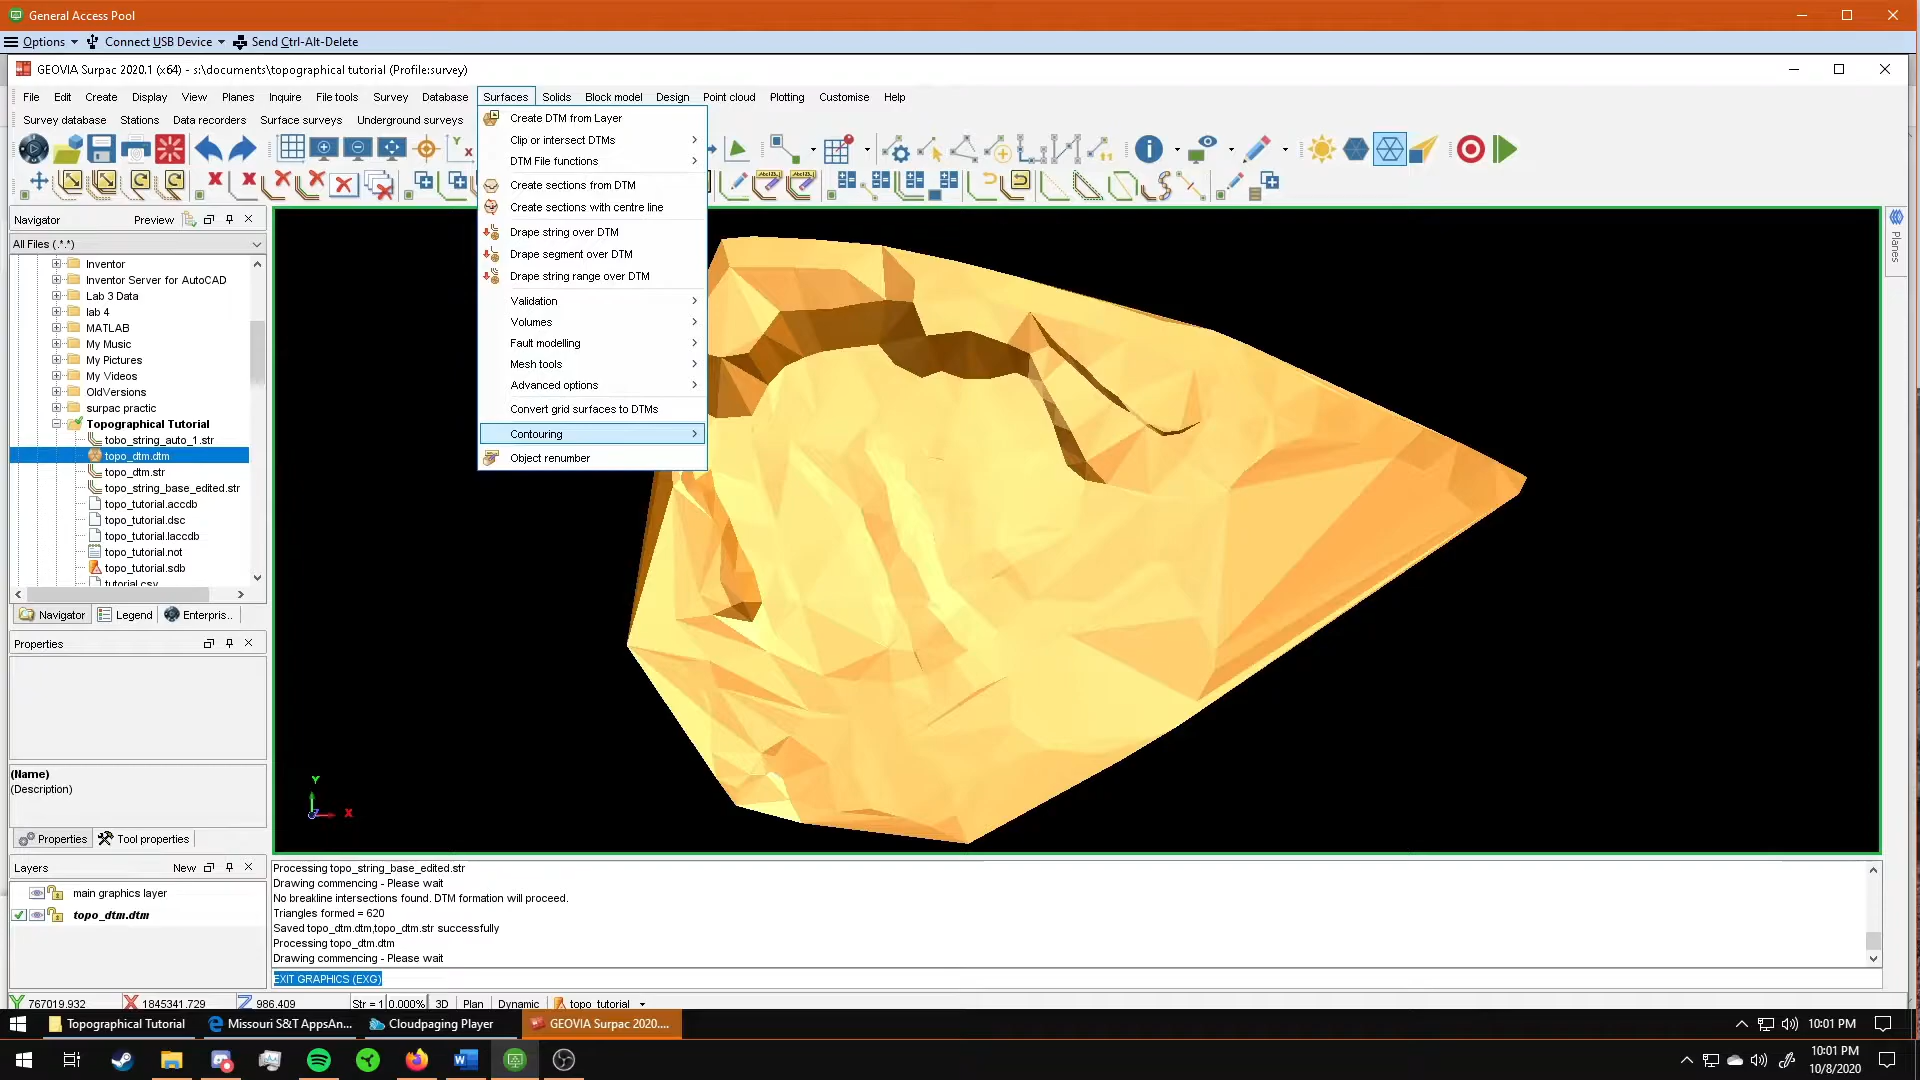 General Access Pool
Options Connect USB Device Send Ctrl-Alt-Delete
GEOVIA Surpac 2020.1 (x64) - s:\documents\topographical tutorial (Profile:survey)
File Edit Create Display View Planes Inquire File tools Survey Database Surfaces Solids Block model Design Point cloud Plotting Customise Help
Survey database Stations Data recorders Surface surveys Underground surveys
Create DTM from Layer
Clip or intersect DTMs
DTM File functions
Create sections from DTM
Create sections with centre line
Drape string over DTM
Drape segment over DTM
Drape string range over DTM
Validation
Volumes
Fault modelling
Mesh tools
Advanced options
Convert grid surfaces to DTMs
Contouring
Object renumber
Navigator Preview
All Files (*.*)
Inventor
Inventor Server for AutoCAD
Lab 3 Data
lab 4
MATLAB
My Music
My Pictures
My Videos
OldVersions
surpac practic
Topographical Tutorial
tobo_string_auto_1.str
topo_dtm.dtm
topo_dtm.str
topo_string_base_edited.str
topo_tutorial.accdb
topo_tutorial.dsc
topo_tutorial.laccdb
topo_tutorial.not
topo_tutorial.sdb
tutorial.csv
Navigator Legend Enterpris..
Properties
(Name)
(Description)
Properties Tool properties
Layers New
main graphics layer
topo_dtm.dtm
Planes
Y
X
Z
Processing topo_string_base_edited.str
Drawing commencing - Please wait
No breakline intersections found. DTM formation will proceed.
Triangles formed = 620
Saved topo_dtm.dtm,topo_dtm.str successfully
Processing topo_dtm.dtm
Drawing commencing - Please wait
EXIT GRAPHICS (EXG)
Y 767019.932 X 1845341.729 Z 986.409 Str = 1 0.000% 3D Plan Dynamic topo_tutorial
Topographical Tutorial Missouri S&T AppsAn... Cloudpaging Player GEOVIA Surpac 2020.... 10:01 PM
10:01 PM
10/8/2020